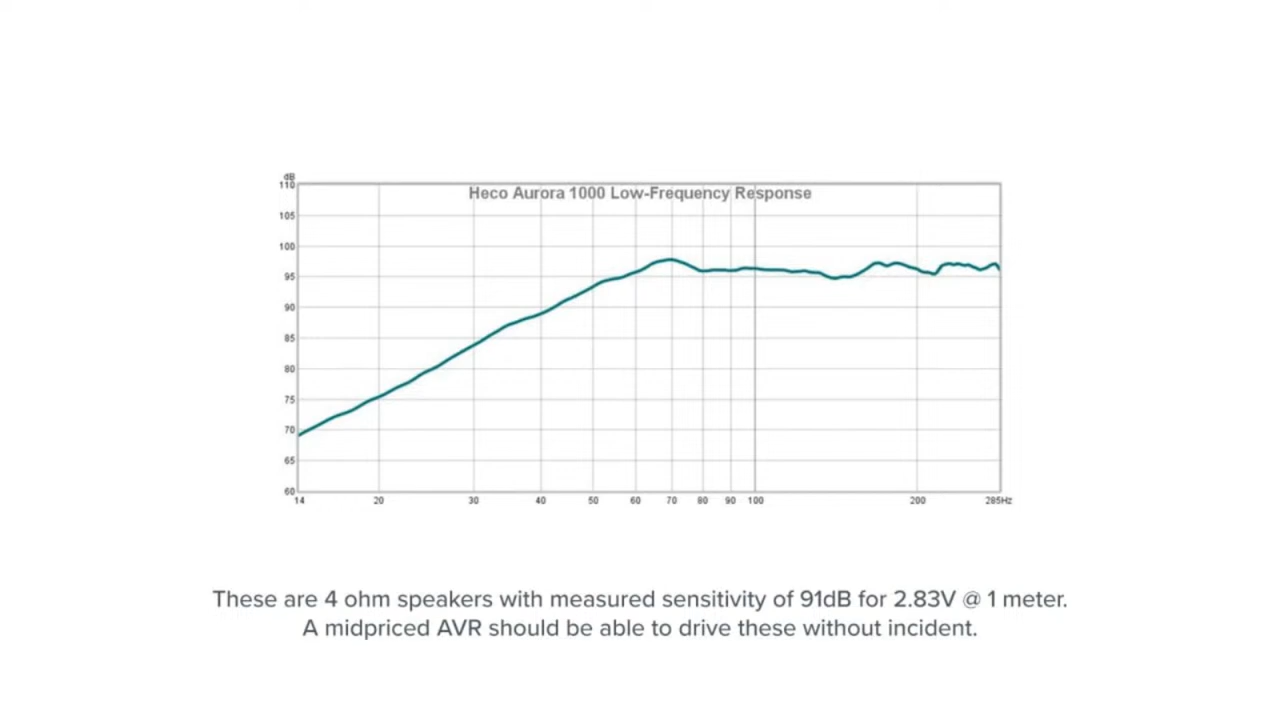 dB
Heco Aurora 1000 Low-Frequency Response
110
105
100
95
90
85
80
75
70
65
60
14 20 30 40 50 60 70 80 90 100 200 285Hz
These are 4 ohm speakers with measured sensitivity of 91dB for 2.83V @ 1 meter.
A midpriced AVR should be able to drive these without incident.